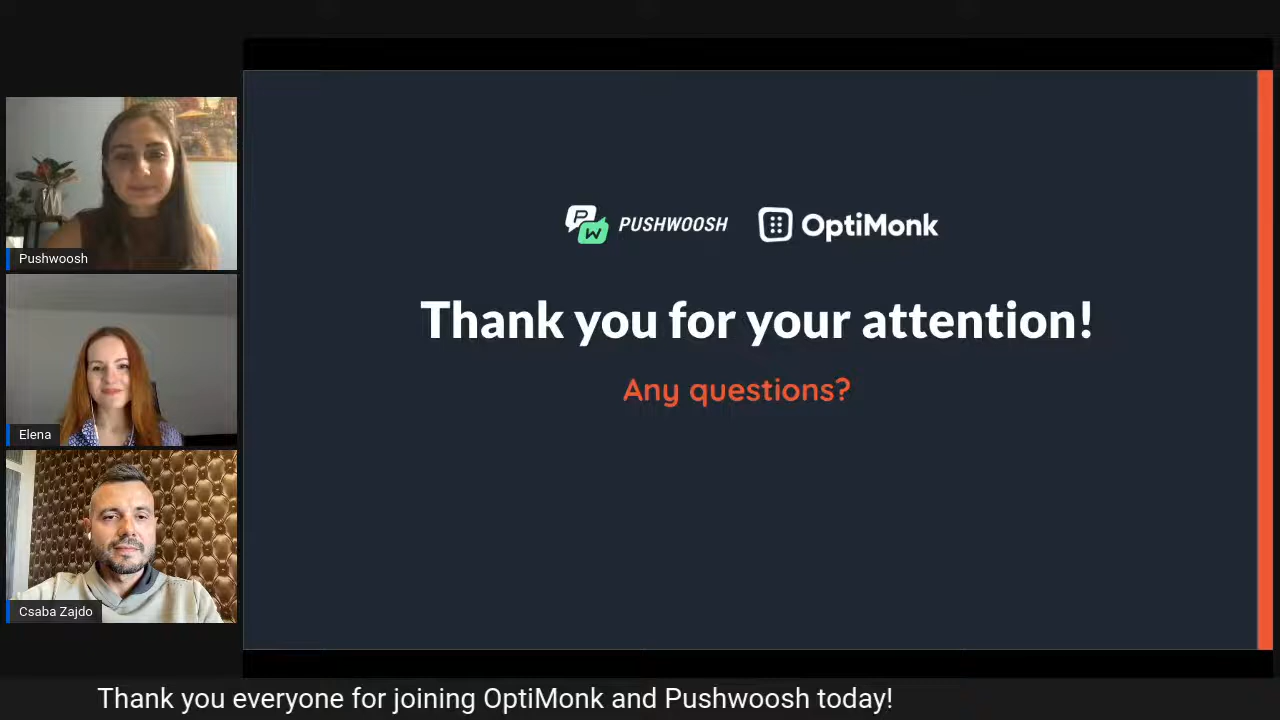 Pushwoosh
Elena
Csaba Zajdo
PW PUSHWOOSH OptiMonk
Thank you for your attention!
Any questions?
Thank you everyone for joining OptiMonk and Pushwoosh today!